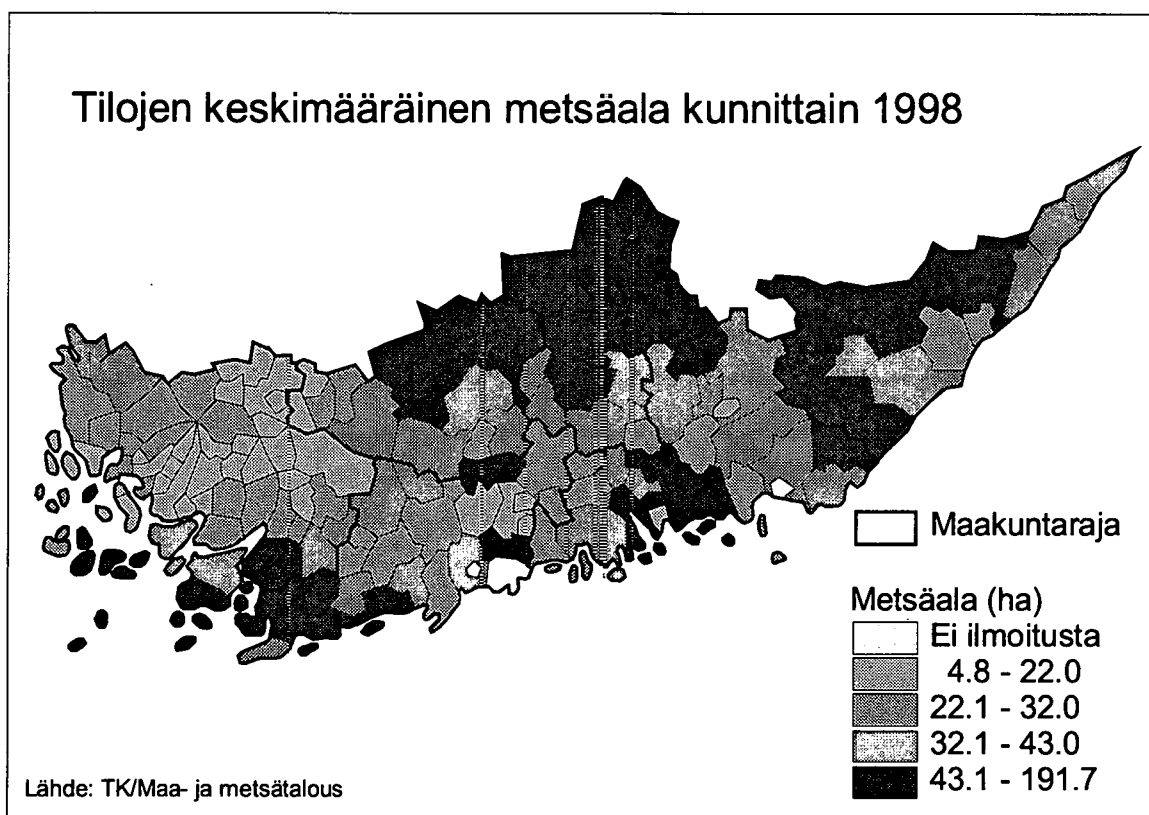 Tilojen keskimääräinen metsäala kunnittain 1998
Maakuntaraja
Metsäala (ha)
Ei ilmoitusta
4.8 - 22.0
22.1 - 32.0
32.1 - 43.0
43.1 - 191.7
Lähde: TK/Maa- ja metsätalous